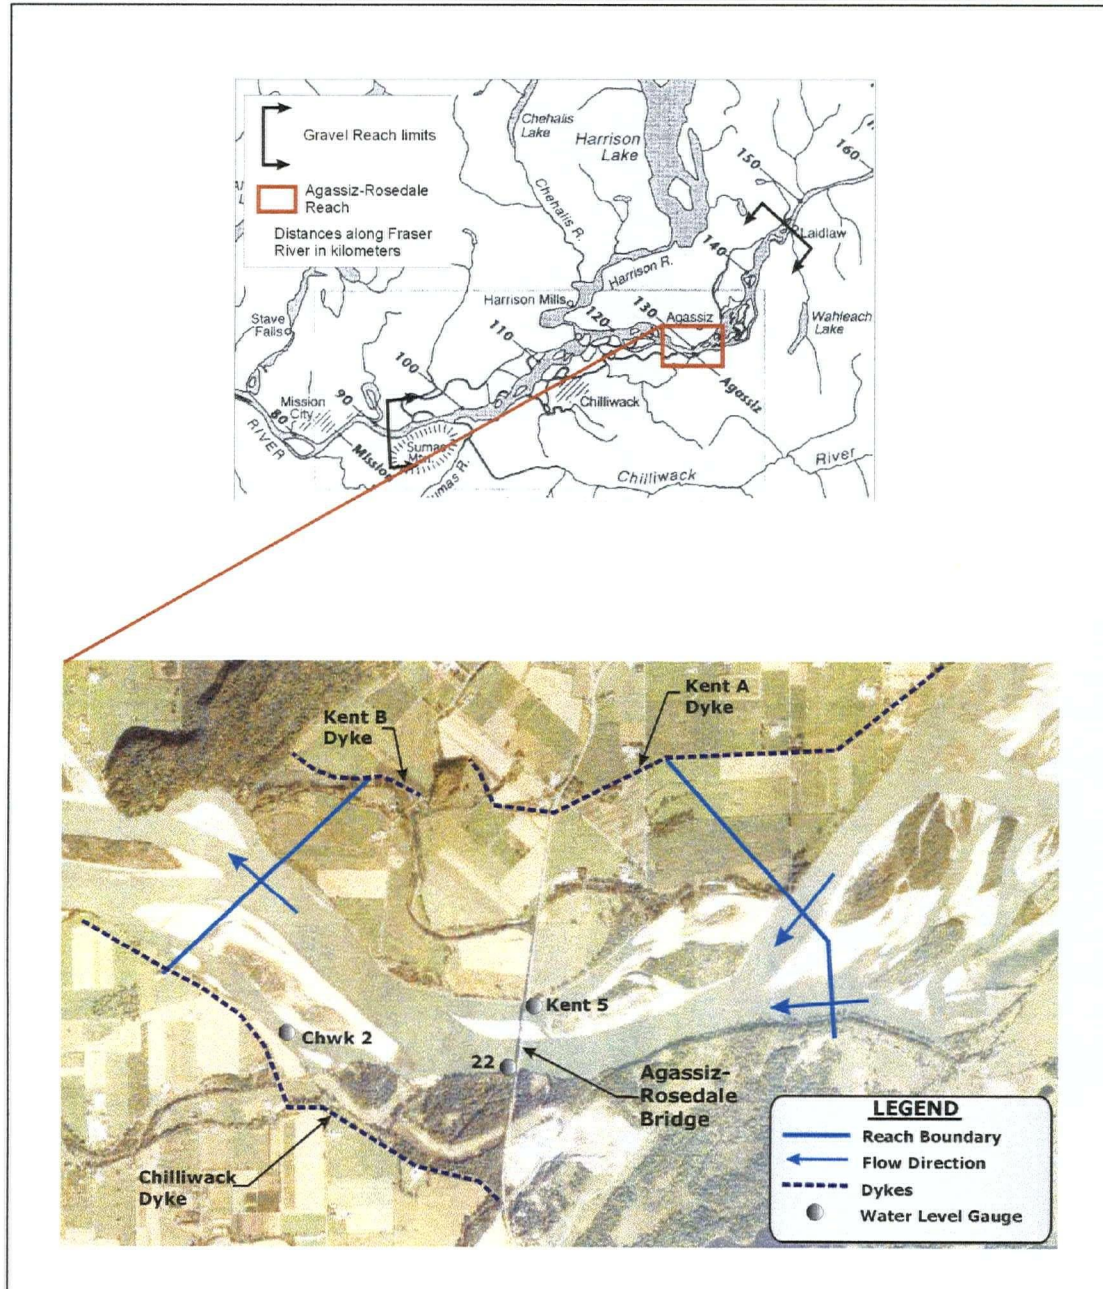 Gravel Reach limits
Agassiz-Rosedale
Reach
Distances along Fraser
River in kilometers
Chehalis
Lake
Harrison
Lake
160
150
Chehalis R.
Laidlaw
140
Harrison R.
Harrison Mills
130
Agassiz
Wahleach
Lake
120
Stave
Falls
110
100
Agassiz
Mission
City
90
Chilliwack
80
RIVER
Mission
Sumas
Mtn.
Sumas R.
Chilliwack
River
Kent A
Dyke
Kent B
Dyke
Kent 5
Chwk 2
22
Agassiz-
Rosedale
Bridge
Chilliwack
Dyke
LEGEND
Reach Boundary
Flow Direction
Dykes
Water Level Gauge